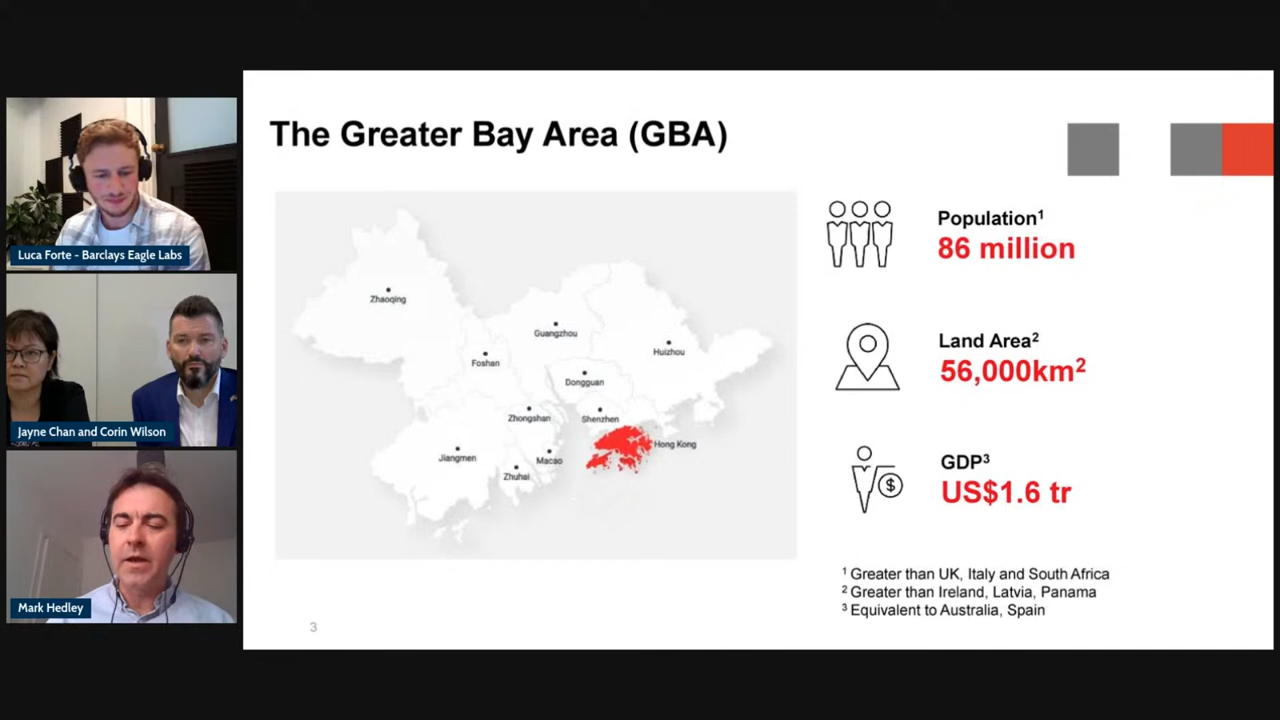 The Greater Bay Area (GBA)
Luca Forte - Barclays Eagle Labs
Jayne Chan and Corin Wilson
Mark Hedley
Zhaoqing
Guangzhou
Huizhou
Foshan
Dongguan
Zhongshan
Shenzhen
Hong Kong
Jiangmen
Macao
Zhuhai
Population¹
86 million
Land Area²
56,000km²
GDP³
US$1.6 tr
$
¹ Greater than UK, Italy and South Africa
² Greater than Ireland, Latvia, Panama
³ Equivalent to Australia, Spain
3